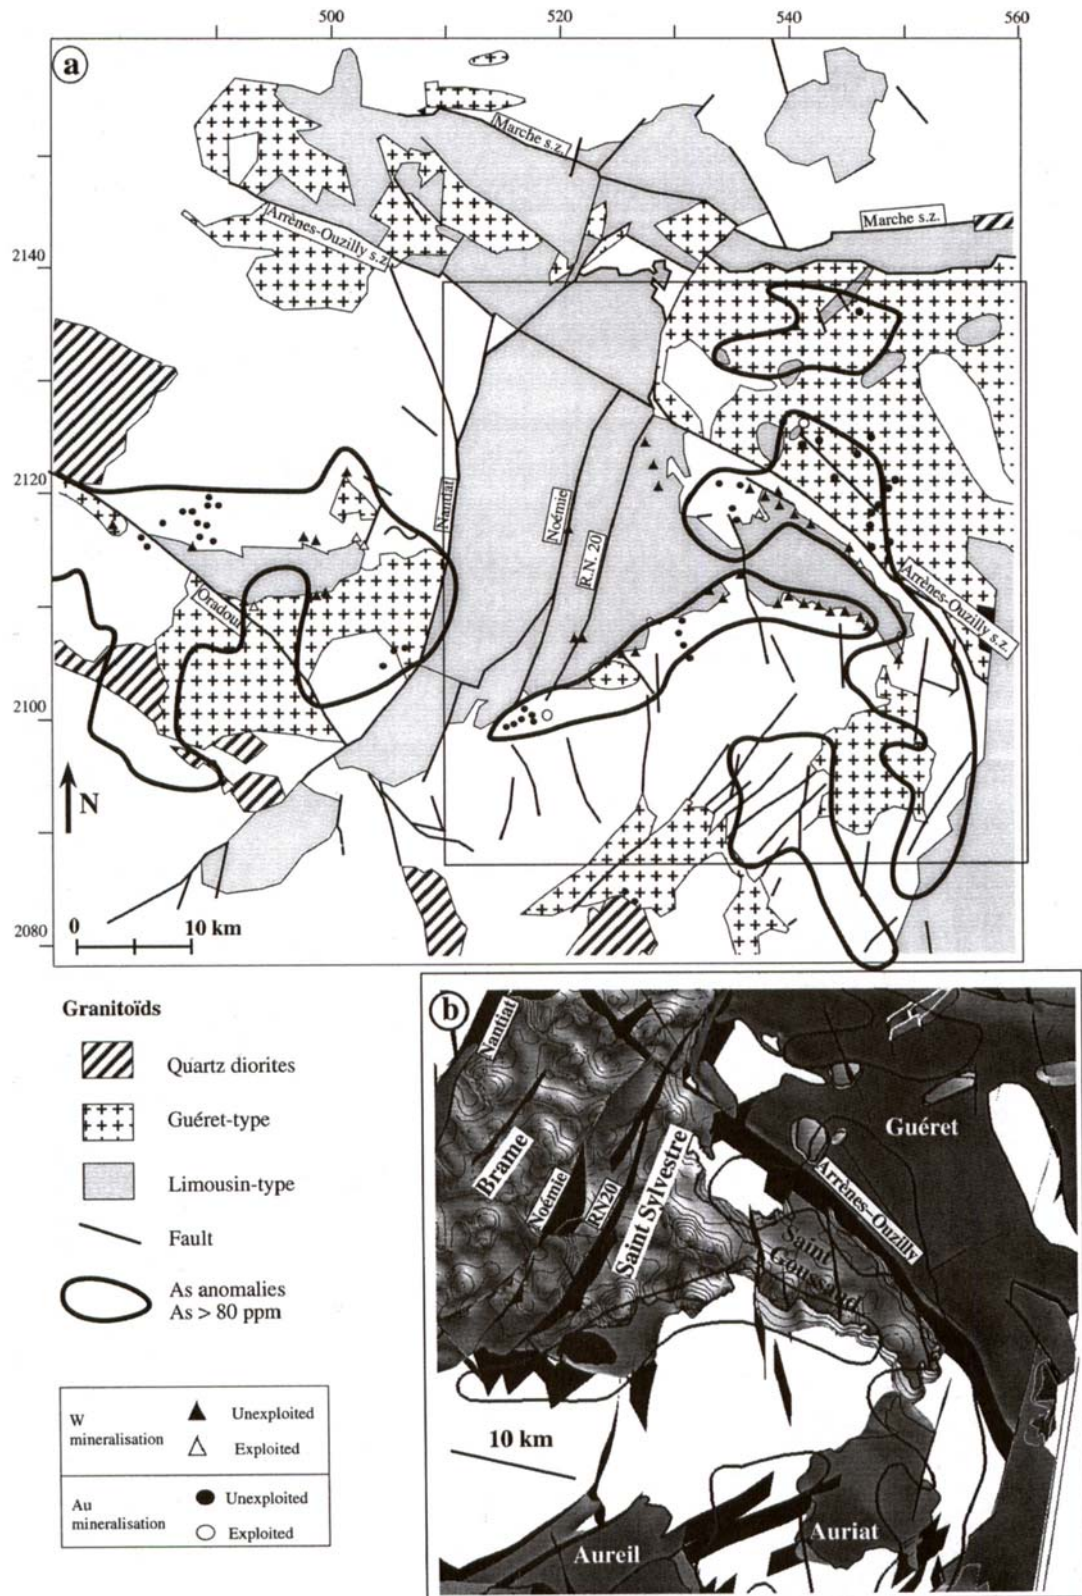 500
520
540
560
a
Marche s.z.
Arrènes-Ouzilly s.z.
Marche s.z.
2140
2120
2100
2080
Nantiat
Noémie
R.N. 20
Oradour
Arrènes-Ouzilly s.z.
N
0
10 km
Granitoïds
Quartz diorites
Guéret-type
Limousin-type
Fault
As anomalies
As > 80 ppm
W
mineralisation
Unexploited
Exploited
Au
mineralisation
Unexploited
Exploited
b
Nantiat
Brame
Noémie
RN20
Saint Sylvestre
Guéret
Arrènes–Ouzilly
Saint
Goussaud
10 km
Aureil
Auriat